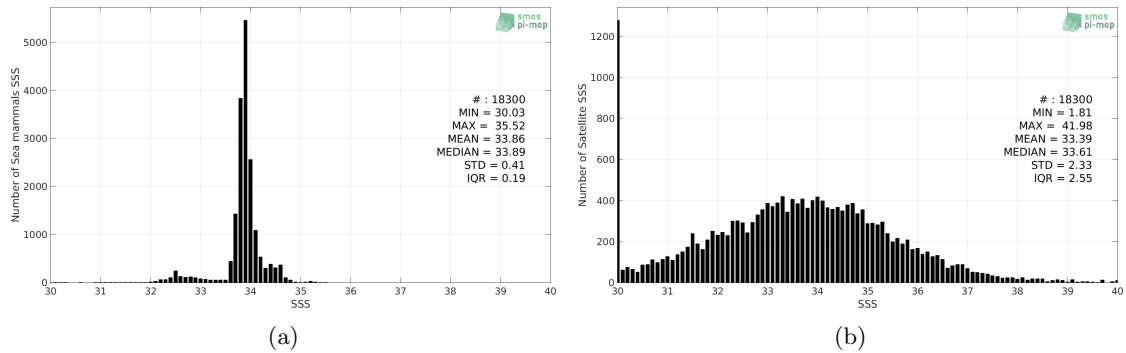 smos
pi-mep
Number of Sea mammals SSS
5000
4000
3000
2000
1000
0
# : 18300
MIN = 30.03
MAX = 35.52
MEAN = 33.86
MEDIAN = 33.89
STD = 0.41
IQR = 0.19
30 31 32 33 34 35 36 37 38 39 40
SSS
(a)
smos
pi-mep
Number of Satellite SSS
1200
1000
800
600
400
200
0
# : 18300
MIN = 1.81
MAX = 41.98
MEAN = 33.39
MEDIAN = 33.61
STD = 2.33
IQR = 2.55
30 31 32 33 34 35 36 37 38 39 40
SSS
(b)